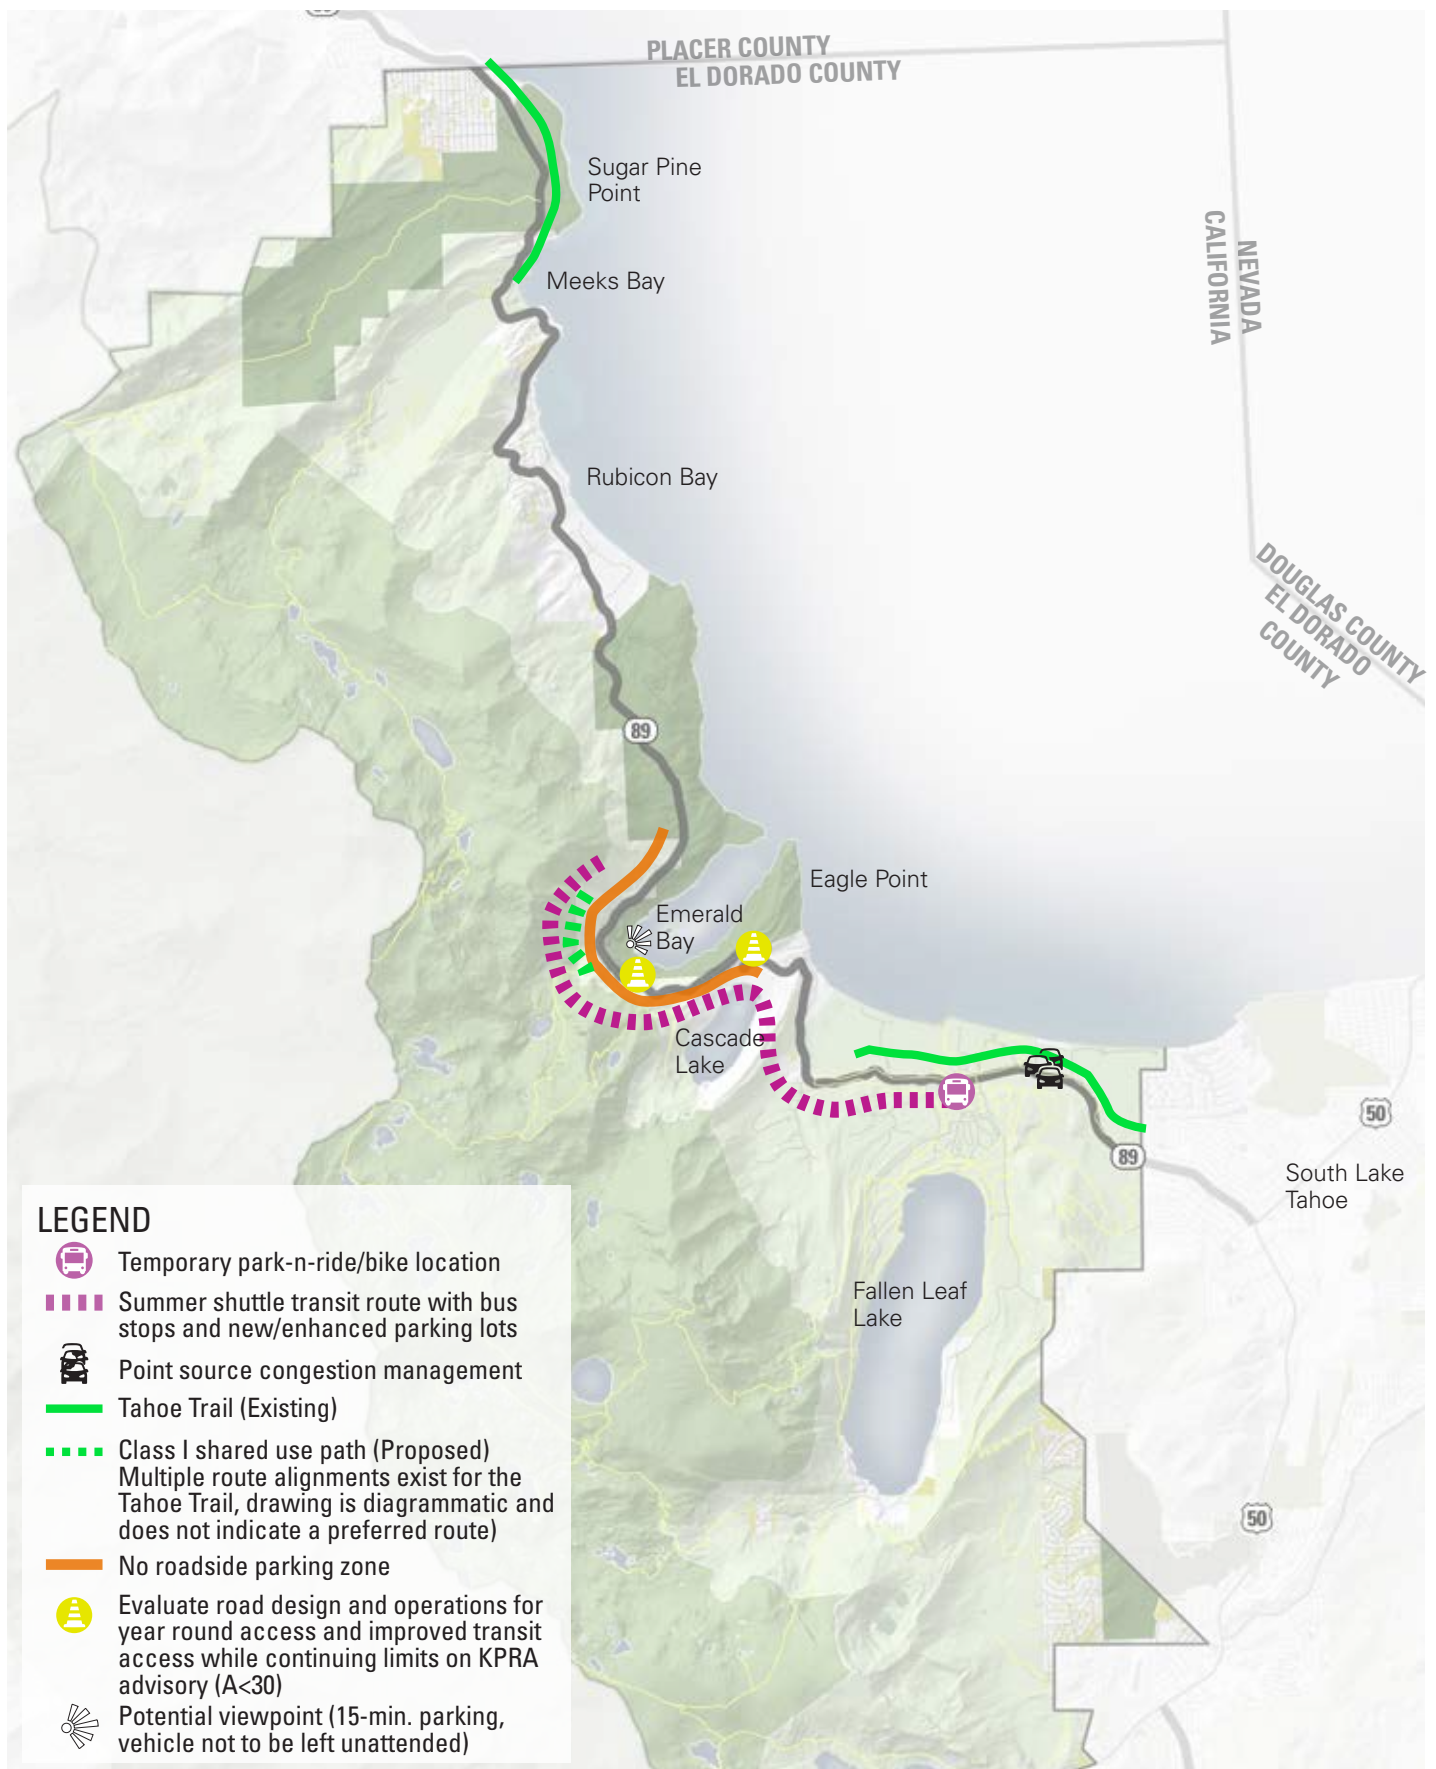 PLACER COUNTY
EL DORADO COUNTY
Sugar Pine
Point
NEVADA
CALIFORNIA
Meeks Bay
Rubicon Bay
DOUGLAS COUNTY
EL DORADO
COUNTY
89
Eagle Point
Emerald
Bay
Cascade
Lake
50
89
South Lake
Tahoe
Fallen Leaf
Lake
50
LEGEND
Temporary park-n-ride/bike location
Summer shuttle transit route with bus
stops and new/enhanced parking lots
Point source congestion management
Tahoe Trail (Existing)
Class I shared use path (Proposed)
Multiple route alignments exist for the
Tahoe Trail, drawing is diagrammatic and
does not indicate a preferred route)
No roadside parking zone
Evaluate road design and operations for
year round access and improved transit
access while continuing limits on KPRA
advisory (A<30)
Potential viewpoint (15-min. parking,
vehicle not to be left unattended)